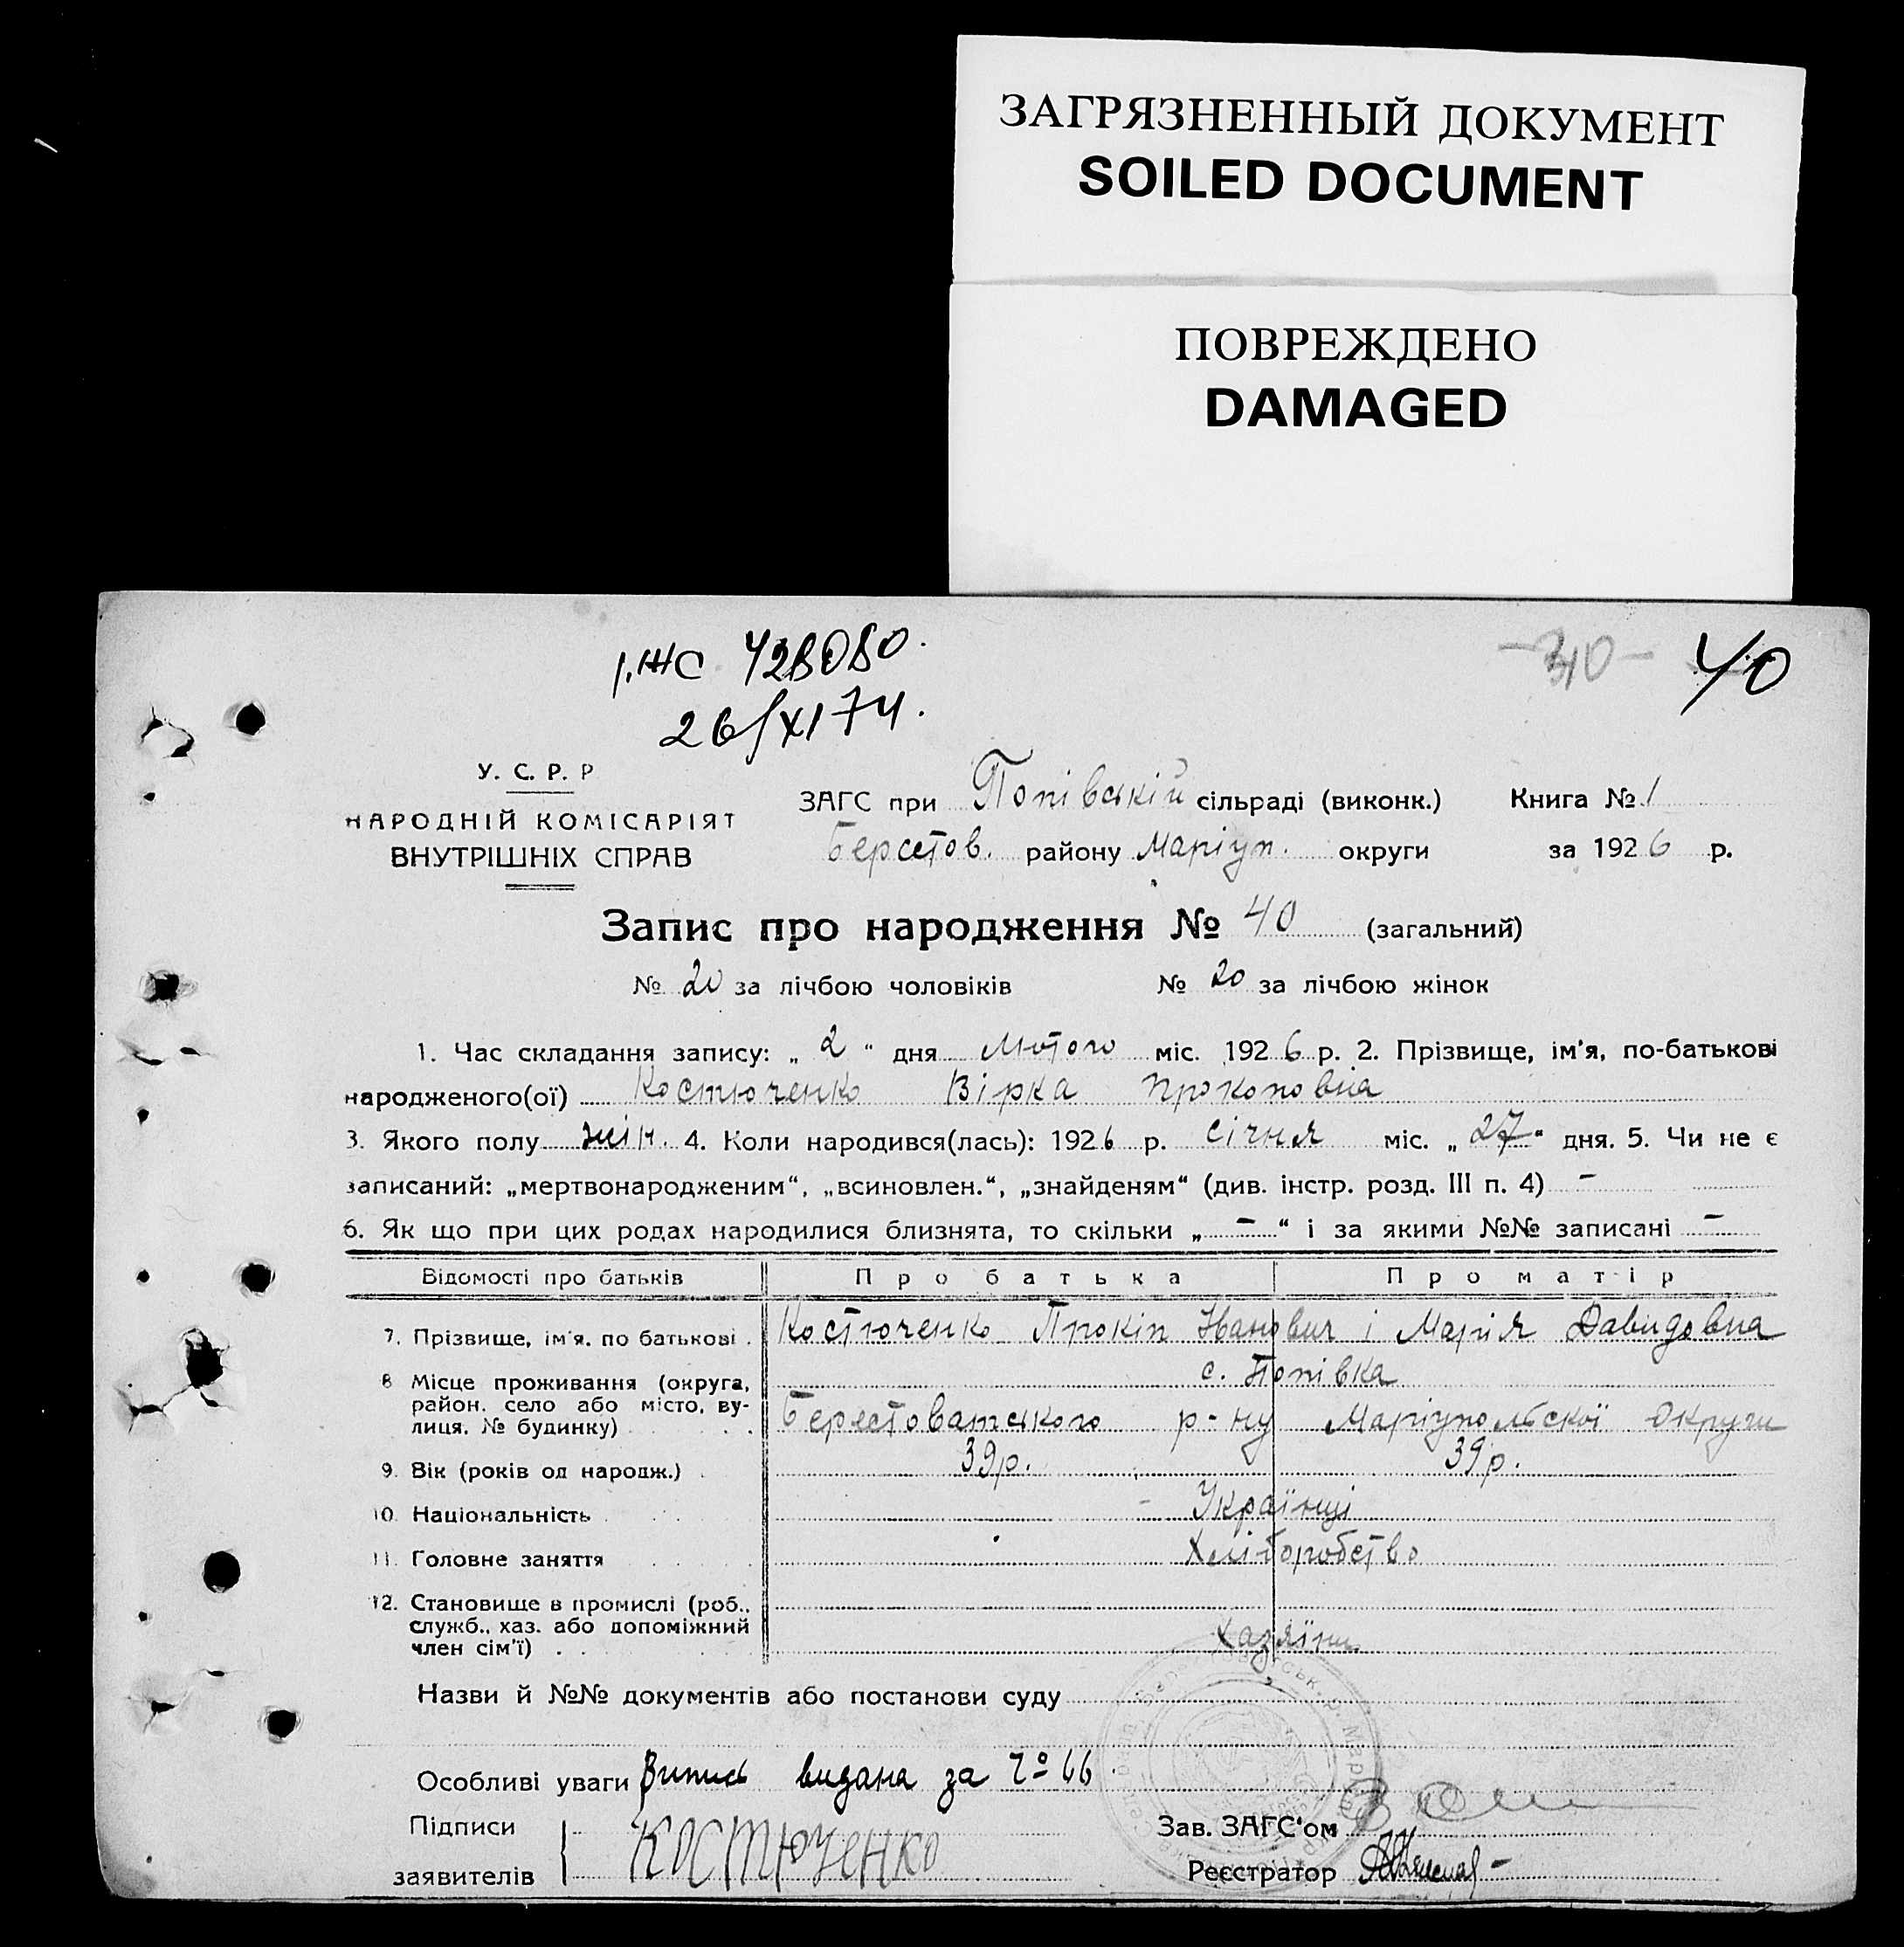 ЗАГРЯЗНЕННЫЙ ДОКУМЕНТ
SOILED DOCUMENT
ПОВРЕЖДЕНО
DAMAGED
-40- 40
26/XI 74.
У. С. Р. Р
НАРОДНІЙ КОМІСАРІЯТ
ВНУТРІШНІХ СПРАВ
ЗАГС при Попівській сільраді (виконк.) Книга № 1
Берестов. району Маріуп. округи за 1926 р.
Запис про народження № 40 (загальний)
№ 20 за лічбою чоловіків № 20 за лічбою жінок
1. Час складання запису: „ 2 “ дня Лютого міс. 1926 р. 2. Прізвище, ім'я, по-батькові
народженого(ої) Костюченко Вірка Прокоповна
3. Якого полу жін. 4. Коли народився(лась): 1926 р. січня міс. „ 27 “ дня. 5. Чи не є
записаний: „мертвонародженим“, „всиновлен.“, „знайденям“ (див. інстр. розд. III п. 4) -
6. Як що при цих родах народилися близнята, то скільки „ - “ і за якими №№ записані -
Відомості про батьків Про батька Про матір
7. Прізвище, ім'я. по батькові . Костюченко Прокіп Іванович і Марія Давидовна
8 Місце проживання (округа, район. село або місто, вулиця, № будинку) с. Попівка
Берестоватського р-ну Маріупольскої округи
9. Вік (років од народж.) . 39 р. 39 р.
10. Національність Українці
11. Головне заняття Хліборобство
12. Становище в промислі (роб.,
служб., хаз. або допоміжний
член сім'ї) . . Хазяїни
Назви й №№ документів або постанови суду
Особливі уваги Випись видана за № 66.
Підписи
заявителів Костюченко
Зав. ЗАГС'ом
Реєстратор